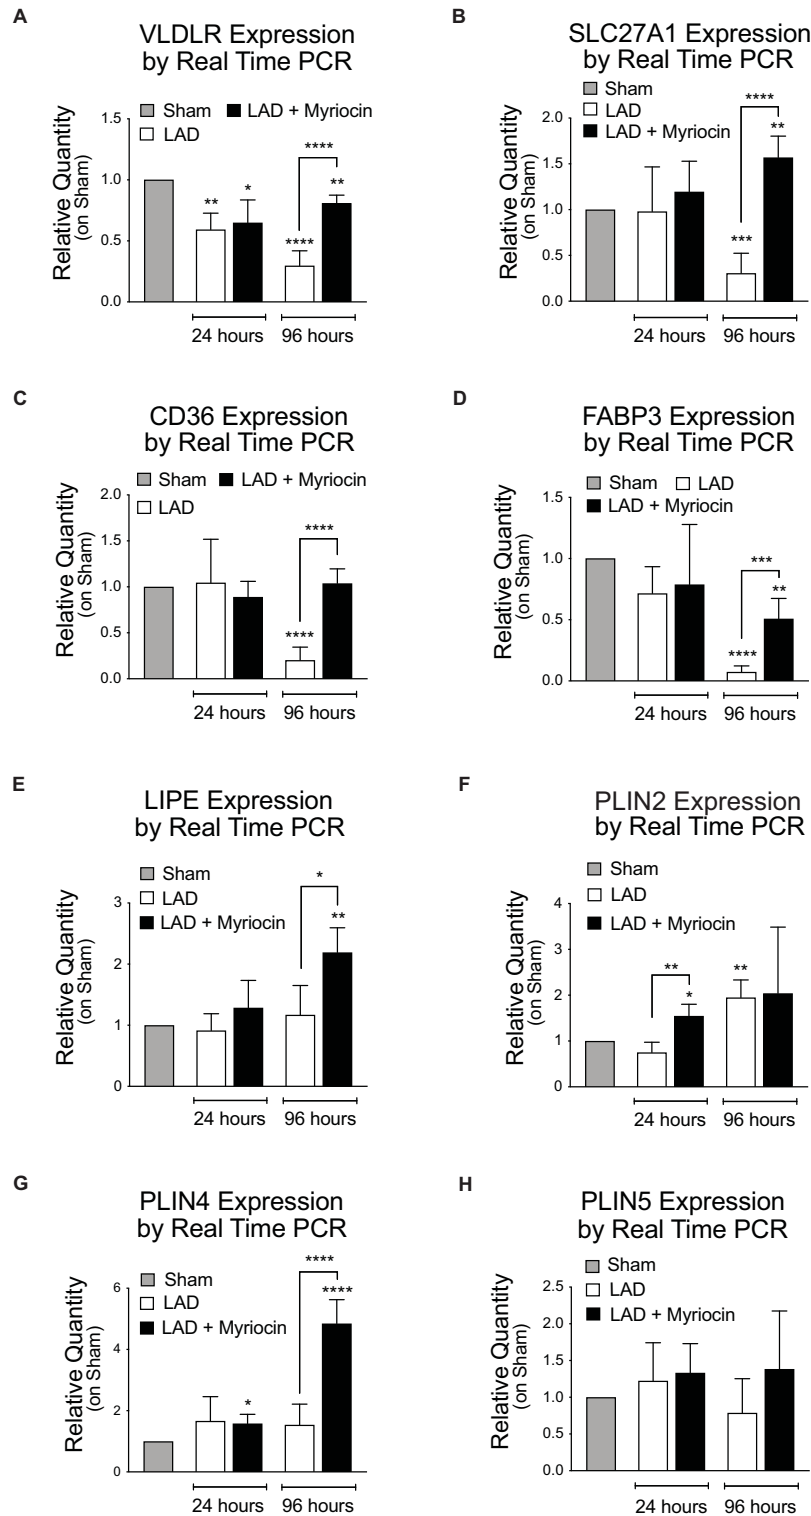 A
VLDLR Expression
by Real Time PCR
Sham LAD + Myriocin
LAD
Relative Quantity
(on Sham)
1.5
1.0
0.5
0.0
** * **** **
****
24 hours 96 hours
B
SLC27A1 Expression
by Real Time PCR
Sham
LAD
LAD + Myriocin
Relative Quantity
(on Sham)
2.0
1.5
1.0
0.5
0.0
****
**
***
24 hours 96 hours
C
CD36 Expression
by Real Time PCR
Sham LAD + Myriocin
LAD
Relative Quantity
(on Sham)
2.0
1.5
1.0
0.5
0.0
****
****
24 hours 96 hours
D
FABP3 Expression
by Real Time PCR
Sham LAD
LAD + Myriocin
Relative Quantity
(on Sham)
1.5
1.0
0.5
0.0
***
**
****
24 hours 96 hours
E
LIPE Expression
by Real Time PCR
Sham
LAD
LAD + Myriocin
Relative Quantity
(on Sham)
3
2
1
0
*
**
24 hours 96 hours
F
PLIN2 Expression
by Real Time PCR
Sham
LAD
LAD + Myriocin
Relative Quantity
(on Sham)
4
3
2
1
0
** **
*
24 hours 96 hours
G
PLIN4 Expression
by Real Time PCR
Sham
LAD
LAD + Myriocin
Relative Quantity
(on Sham)
6
4
2
1
0
****
****
*
24 hours 96 hours
H
PLIN5 Expression
by Real Time PCR
Sham
LAD
LAD + Myriocin
Relative Quantity
(on Sham)
2.5
2.0
1.5
1.0
0.5
0.0
24 hours 96 hours